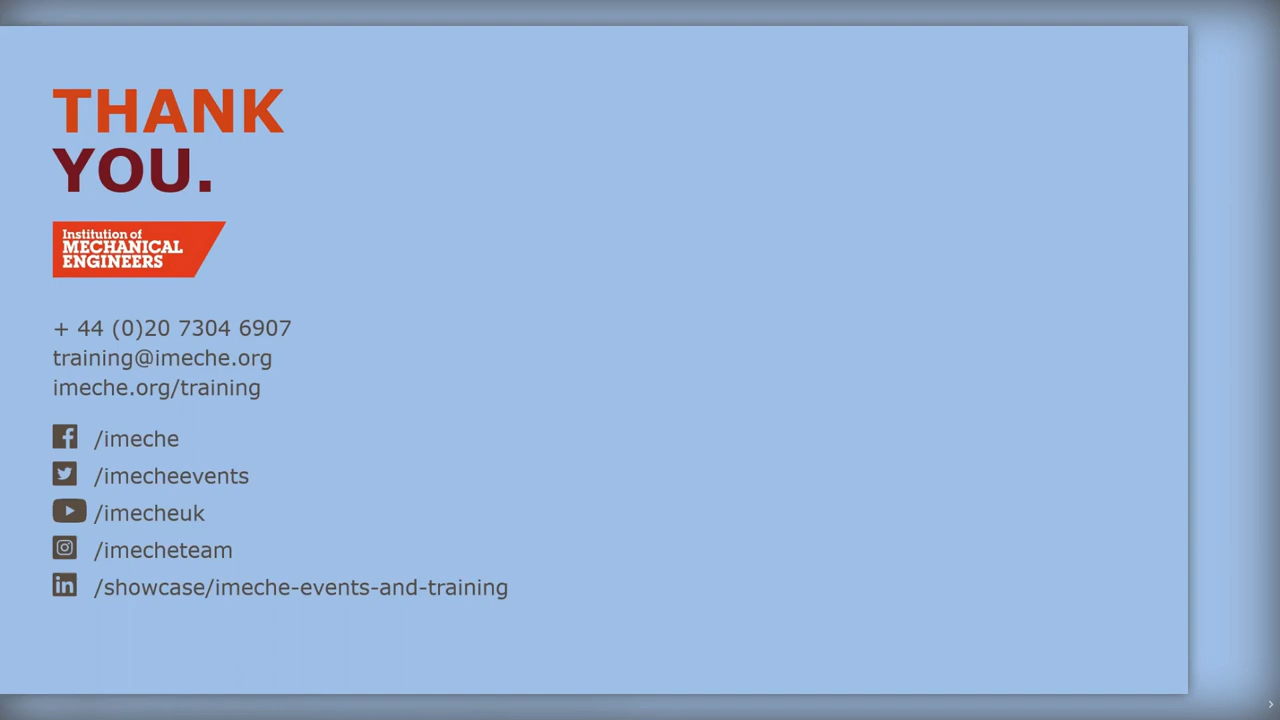 THANK
YOU.
Institution of
MECHANICAL
ENGINEERS
+ 44 (0)20 7304 6907
training@imeche.org
imeche.org/training
/imeche
/imecheevents
/imecheuk
/imecheteam
/showcase/imeche-events-and-training